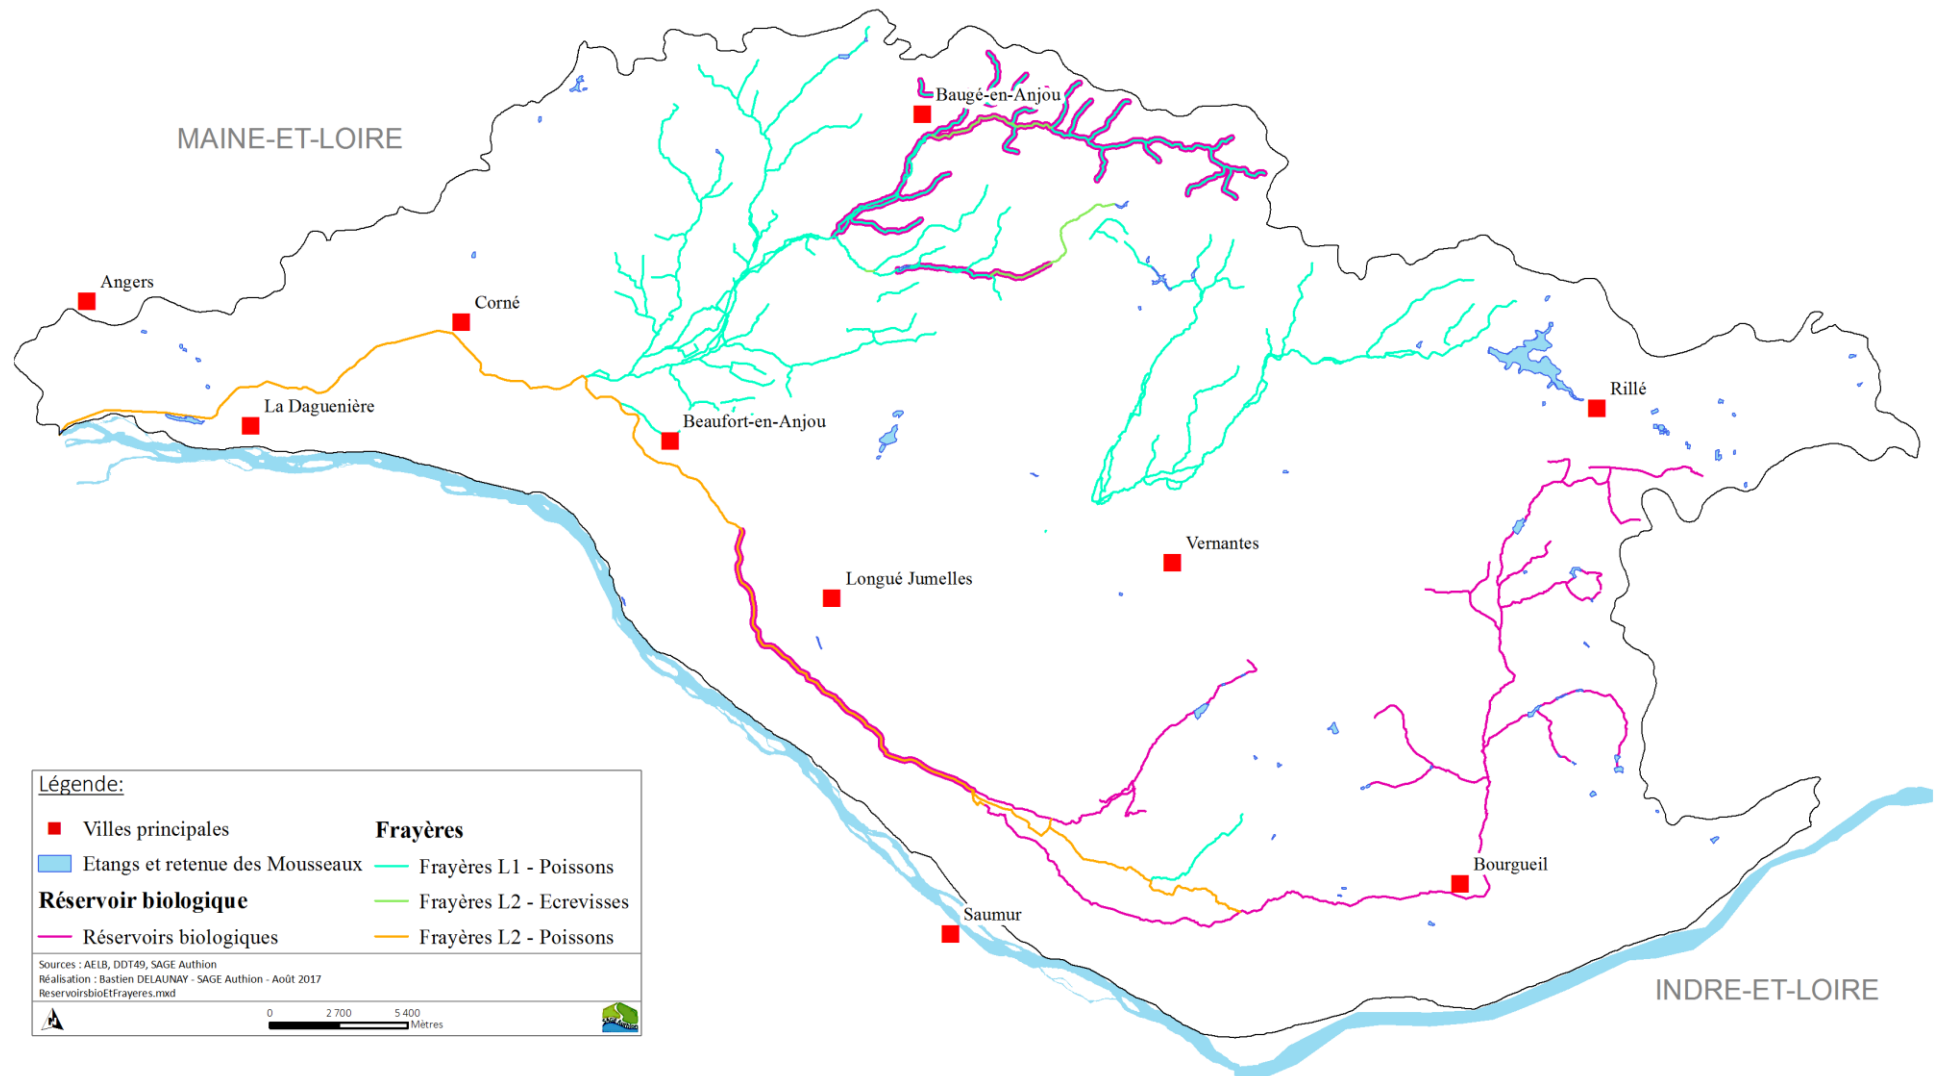 Baugé-en-Anjou
MAINE-ET-LOIRE
Angers
Corné
La Daguenière
Beaufort-en-Anjou
Rillé
Vernantes
Longué Jumelles
Bourgueil
Saumur
INDRE-ET-LOIRE
Légende:
Villes principales
Etangs et retenue des Mousseaux
Réservoir biologique
Réservoirs biologiques
Frayères
Frayères L1 - Poissons
Frayères L2 - Ecrevisses
Frayères L2 - Poissons
Sources : AELB, DDT49, SAGE Authion
Réalisation : Bastien DELAUNAY - SAGE Authion - Août 2017
ReservoirsbioEtFrayeres.mxd
0 2 700 5 400
Mètres